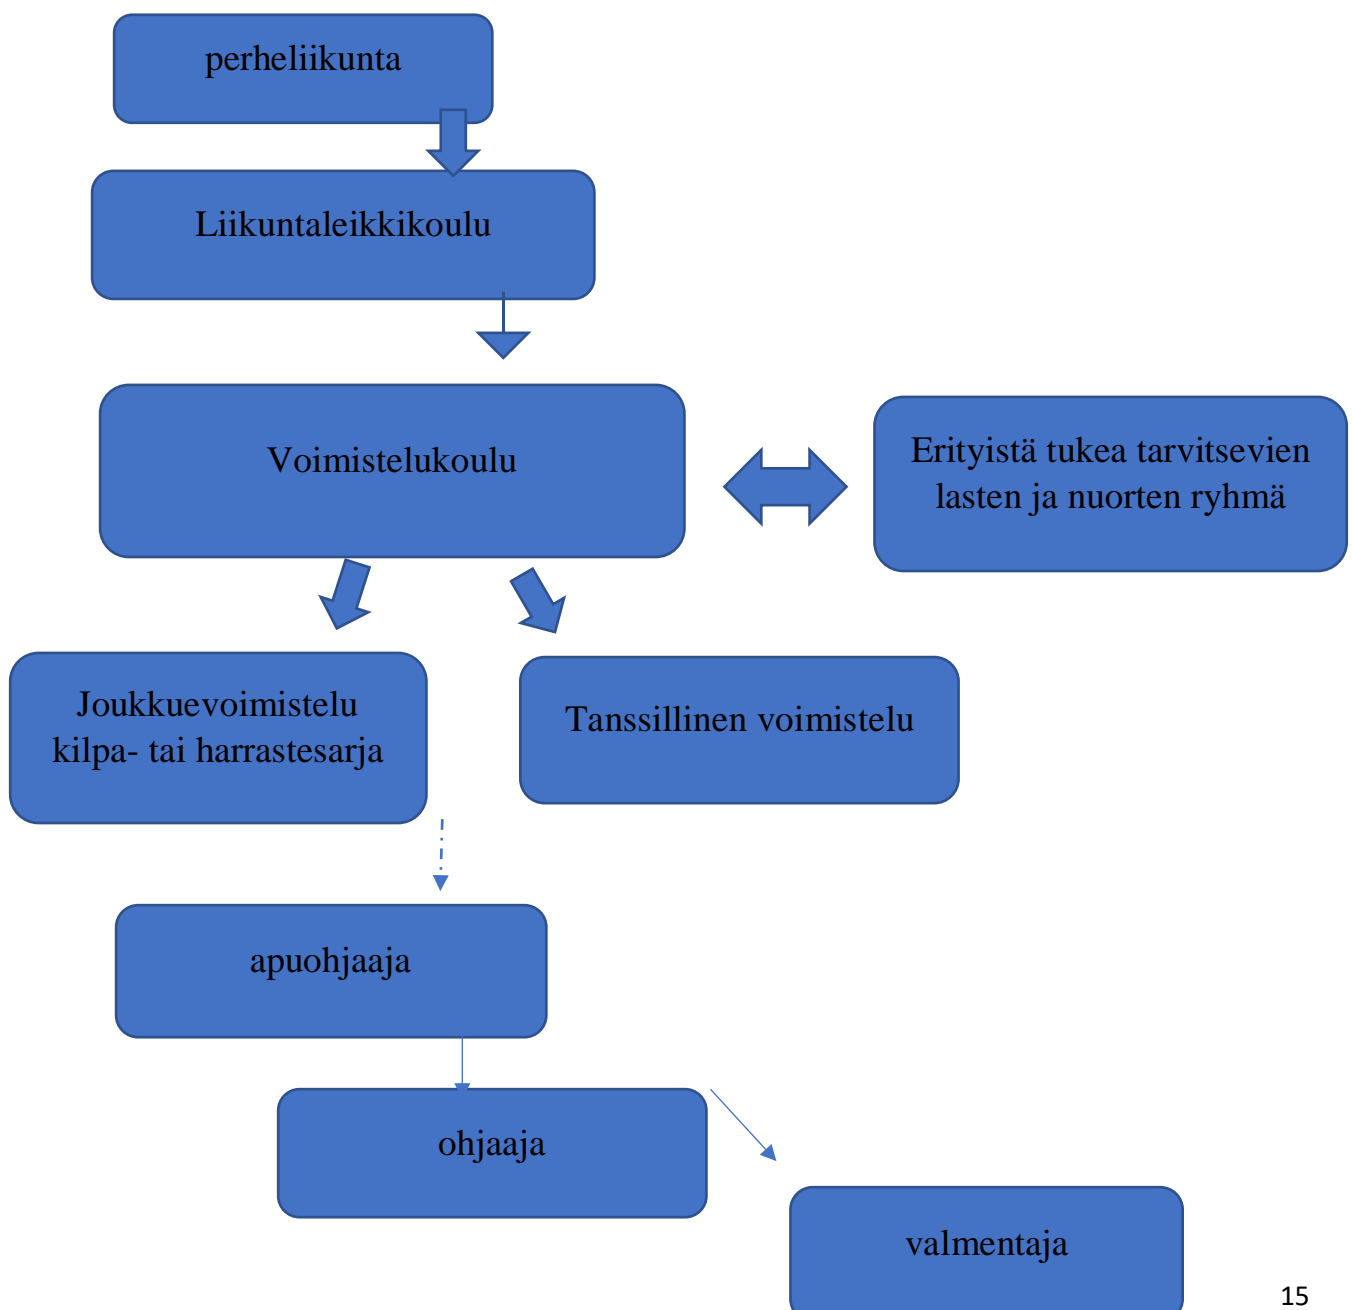 perheliikunta
Liikuntaleikkikoulu
Voimistelukoulu
Erityistä tukea tarvitsevien
lasten ja nuorten ryhmä
Joukkuevoimistelu
kilpa- tai harrastesarja
Tanssillinen voimistelu
apuohjaaja
ohjaaja
valmentaja
15